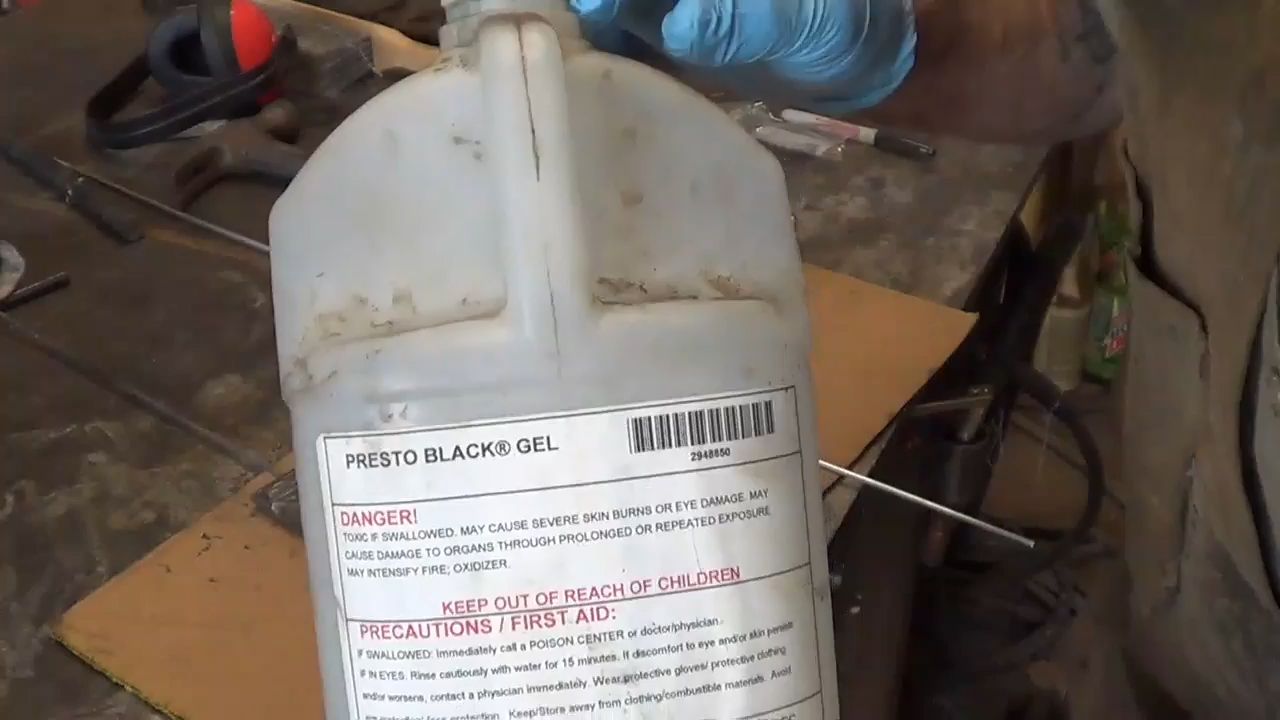 PRESTO BLACK® GEL
2948850
DANGER!
TOXIC IF SWALLOWED. MAY CAUSE SEVERE SKIN BURNS OR EYE DAMAGE. MAY
CAUSE DAMAGE TO ORGANS THROUGH PROLONGED OR REPEATED EXPOSURE
MAY INTENSIFY FIRE; OXIDIZER.
KEEP OUT OF REACH OF CHILDREN
PRECAUTIONS / FIRST AID:
IF SWALLOWED: Immediately call a POISON CENTER or doctor/physician.
IF IN EYES. Rinse cautiously with water for 15 minutes. If discomfort to eye and/or skin persists
and/or worsens, contact a physician immediately. Wear protective gloves/ protective clothing
protection. Keep/Store away from clothing/combustible materials. Avoid